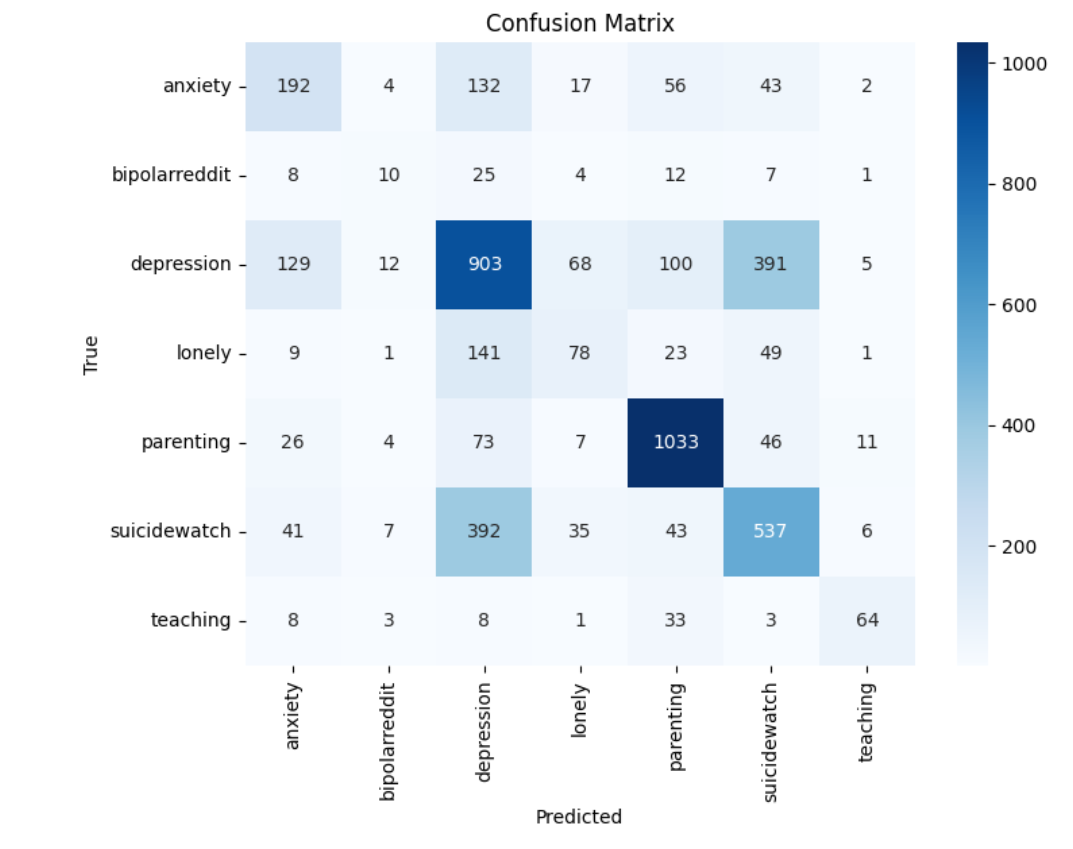 Confusion Matrix
anxiety 192 4 132 17 56 43 2
bipolarreddit 8 10 25 4 12 7 1
depression 129 12 903 68 100 391 5
lonely 9 1 141 78 23 49 1
parenting 26 4 73 7 1033 46 11
suicidewatch 41 7 392 35 43 537 6
teaching 8 3 8 1 33 3 64
True
anxiety bipolarreddit depression lonely parenting suicidewatch teaching
Predicted
1000
800
600
400
200